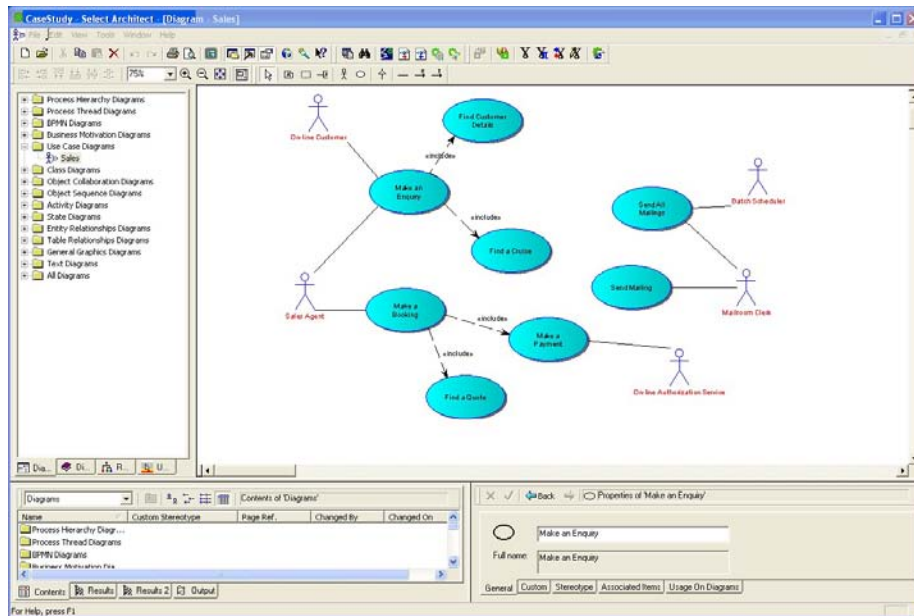 CaseStudy - Select Architect - [Diagram - Sales]
File Edit View Tools Window Help
75%
Process Hierarchy Diagrams
Process Thread Diagrams
BPMN Diagrams
Business Motivation Diagrams
Use Case Diagrams
Sales
Class Diagrams
Object Collaboration Diagrams
Object Sequence Diagrams
Activity Diagrams
State Diagrams
Entity Relationships Diagrams
Table Relationships Diagrams
General Graphics Diagrams
Text Diagrams
All Diagrams
On-line Customer
Find Customer
Details
«include»
Make an
Enquiry
«include»
Find a Cruise
Send All
Mailings
Batch Scheduler
Send Mailing
Mailroom Clerk
Sales Agent
Make a
Booking
«include»
Make a
Payment
«include»
Find a Quote
On-line Authorization Service
Dia... Di... R... U...
Diagrams Contents of 'Diagrams'
Name Custom Stereotype Page Ref. Changed By Changed On
Process Hierarchy Diagr...
Process Thread Diagrams
BPMN Diagrams
Business Motivation Dia
Contents Results Results 2 Output
Back Properties of 'Make an Enquiry'
Make an Enquiry
Full name: Make an Enquiry
General Custom Stereotype Associated Items Usage On Diagrams
For Help, press F1